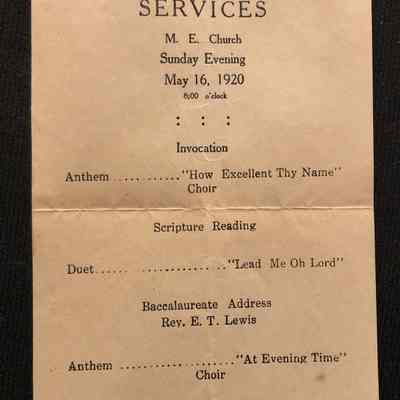 SERVICES
M. E. Church
Sunday Evening
May 16, 1920
8;00 o'clock
: : :
Invocation
Anthem ............"How Excellent Thy Name"
Choir
Scripture Reading
Duet...... ..................."Lead Me Oh Lord"
Baccalaureate Address
Rev. E. T. Lewis
Anthem .... ................."At Evening Time"
Choir